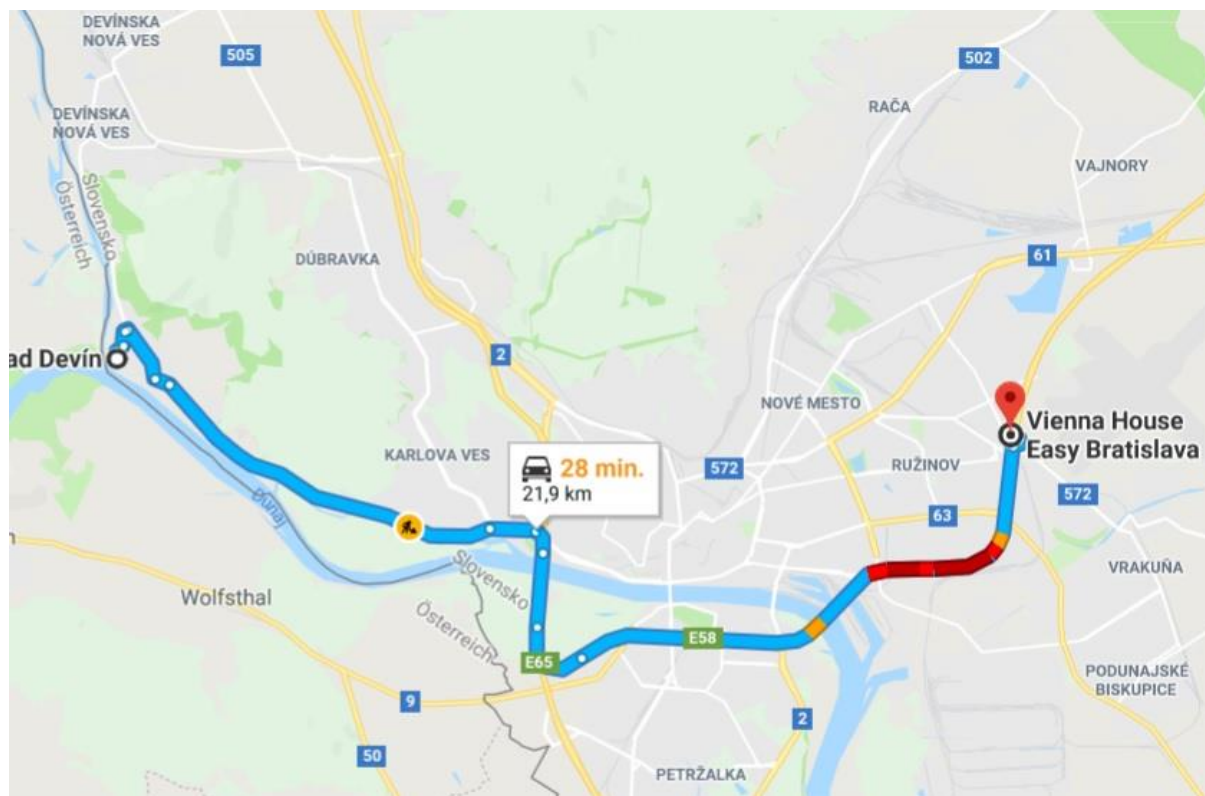 DEVÍNSKA
NOVÁ VES
505
502
RAČA
DEVÍNSKA
NOVÁ VES
VAJNORY
Slovensko
Österreich
DÚBRAVKA
61
2
ad Devín
NOVÉ MESTO
Vienna House
Easy Bratislava
KARLOVA VES
28 min.
21,9 km
572
RUŽINOV
572
63
Dunaj
Slovensko
Österreich
VRAKUŇA
Wolfsthal
E58
E65
PODUNAJSKÉ
BISKUPICE
9
2
50
PETRŽALKA